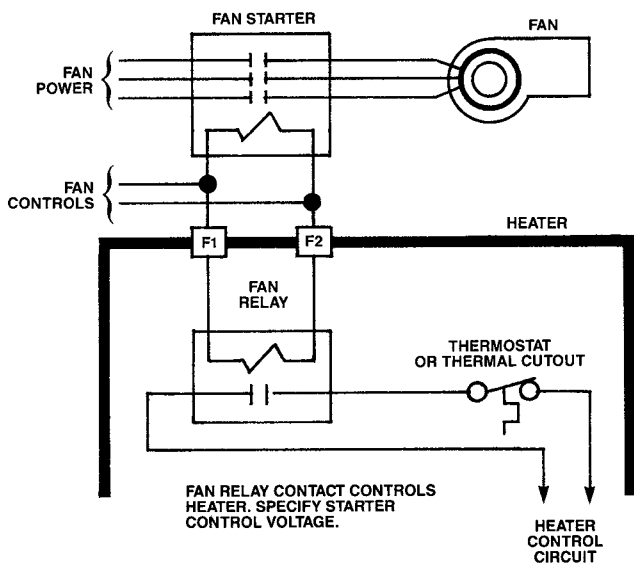 FAN STARTER
FAN
FAN
POWER
FAN
CONTROLS
HEATER
F1
F2
FAN
RELAY
THERMOSTAT
OR THERMAL CUTOUT
FAN RELAY CONTACT CONTROLS
HEATER. SPECIFY STARTER
CONTROL VOLTAGE.
HEATER
CONTROL
CIRCUIT